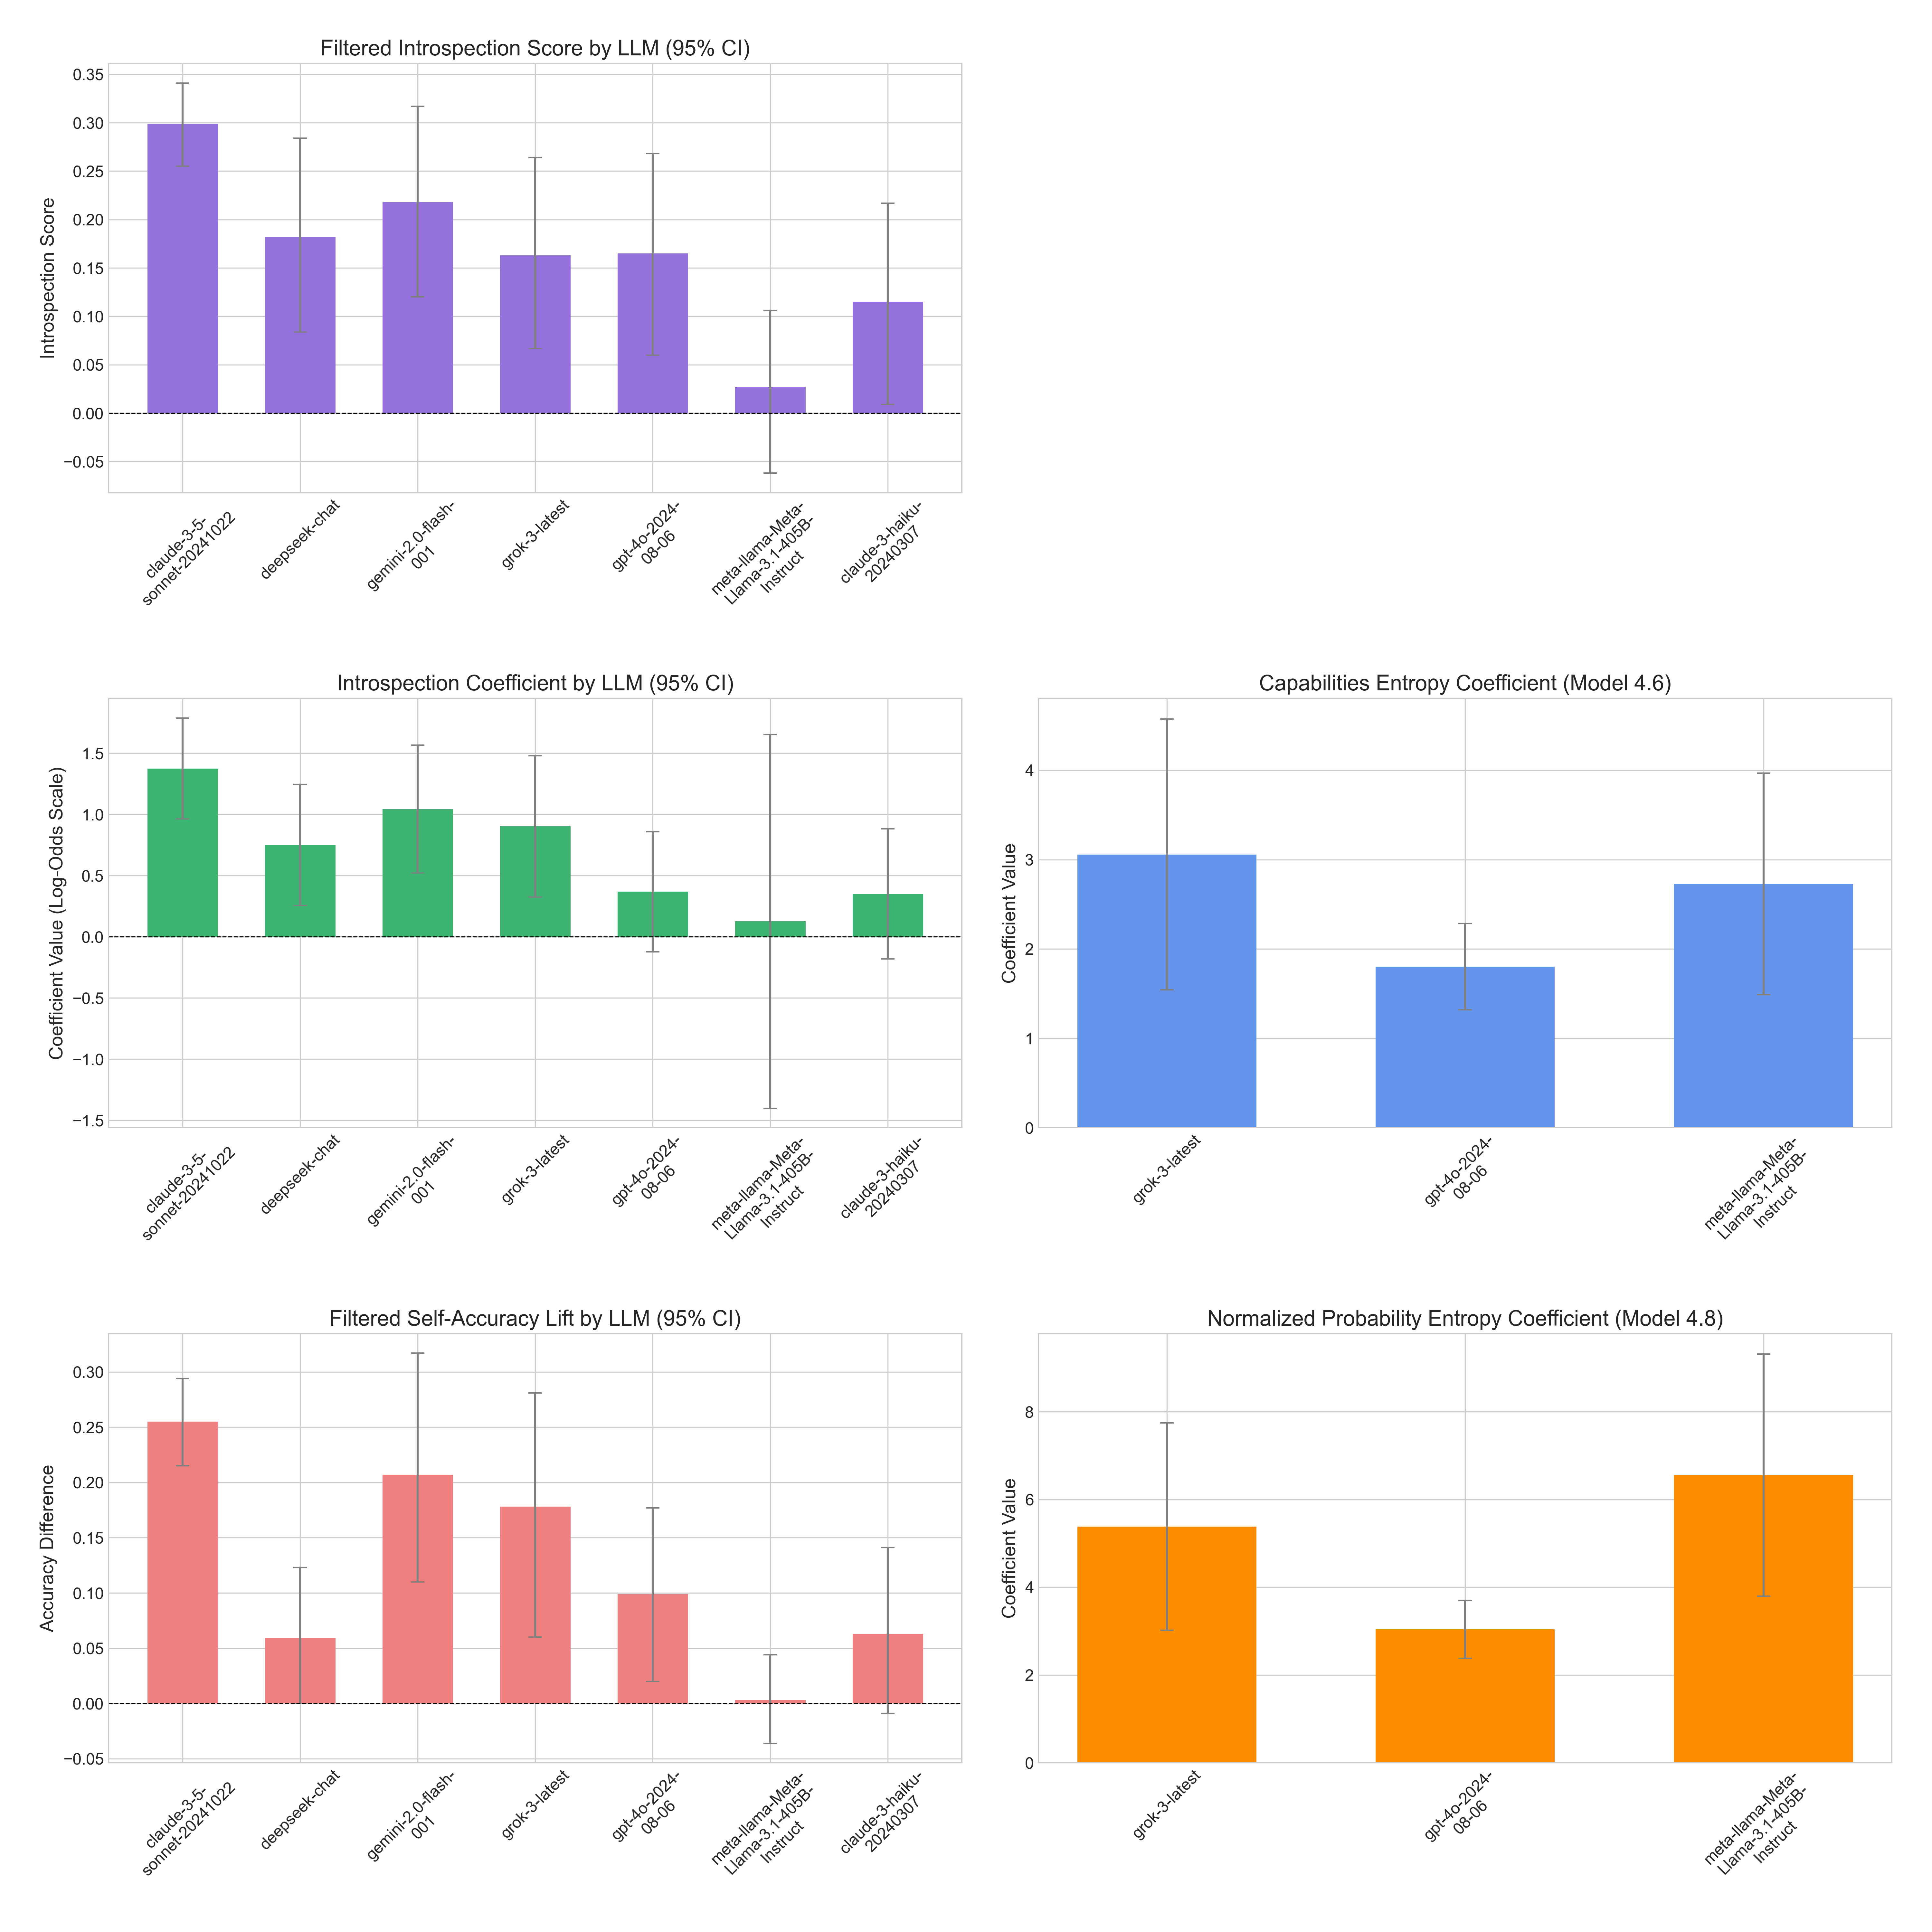 Filtered Introspection Score by LLM (95% CI)
Introspection Score
0.35
0.30
0.25
0.20
0.15
0.10
0.05
0.00
−0.05
claude-3-5-
sonnet-20241022
deepseek-chat
gemini-2.0-flash-
001
grok-3-latest
gpt-4o-2024-
08-06
meta-llama-Meta-
Llama-3.1-405B-
Instruct
claude-3-haiku-
20240307
Introspection Coefficient by LLM (95% CI)
Coefficient Value (Log-Odds Scale)
1.5
1.0
0.5
0.0
−0.5
−1.0
−1.5
claude-3-5-
sonnet-20241022
deepseek-chat
gemini-2.0-flash-
001
grok-3-latest
gpt-4o-2024-
08-06
meta-llama-Meta-
Llama-3.1-405B-
Instruct
claude-3-haiku-
20240307
Capabilities Entropy Coefficient (Model 4.6)
Coefficient Value
4
3
2
1
0
grok-3-latest
gpt-4o-2024-
08-06
meta-llama-Meta-
Llama-3.1-405B-
Instruct
Filtered Self-Accuracy Lift by LLM (95% CI)
Accuracy Difference
0.30
0.25
0.20
0.15
0.10
0.05
0.00
−0.05
claude-3-5-
sonnet-20241022
deepseek-chat
gemini-2.0-flash-
001
grok-3-latest
gpt-4o-2024-
08-06
meta-llama-Meta-
Llama-3.1-405B-
Instruct
claude-3-haiku-
20240307
Normalized Probability Entropy Coefficient (Model 4.8)
Coefficient Value
8
6
4
2
0
grok-3-latest
gpt-4o-2024-
08-06
meta-llama-Meta-
Llama-3.1-405B-
Instruct